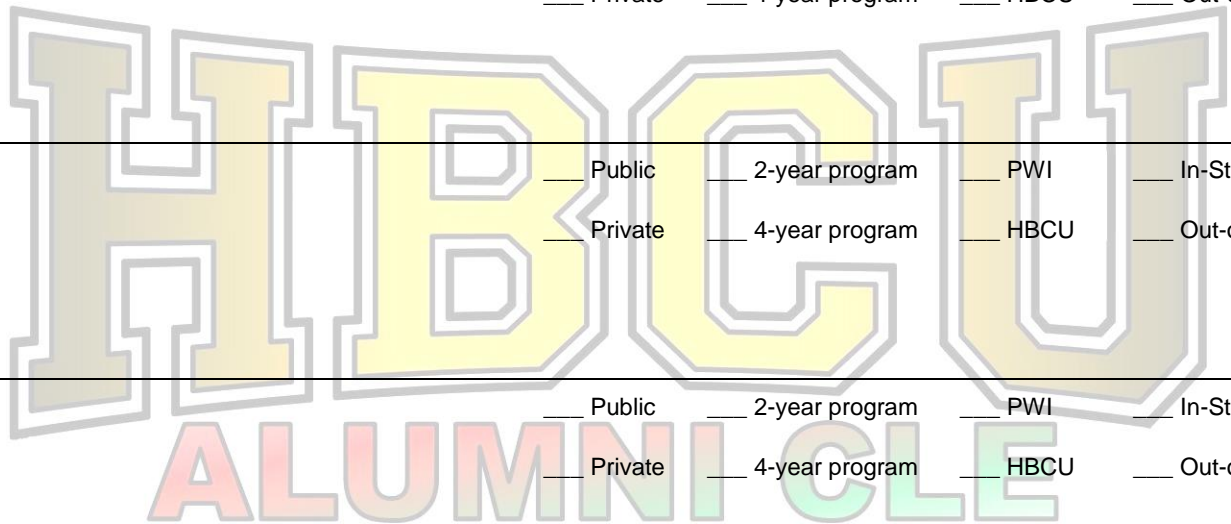 ___ Private ___ 4-year program ___ HBCU ___ Out-
HBCU
___ Public ___ 2-year program ___ PWI ___ In-St
___ Private ___ 4-year program ___ HBCU ___ Out-
___ Public ___ 2-year program ___ PWI ___ In-St
___ Private ___ 4-year program ___ HBCU ___ Out-
ALUMNI CLE